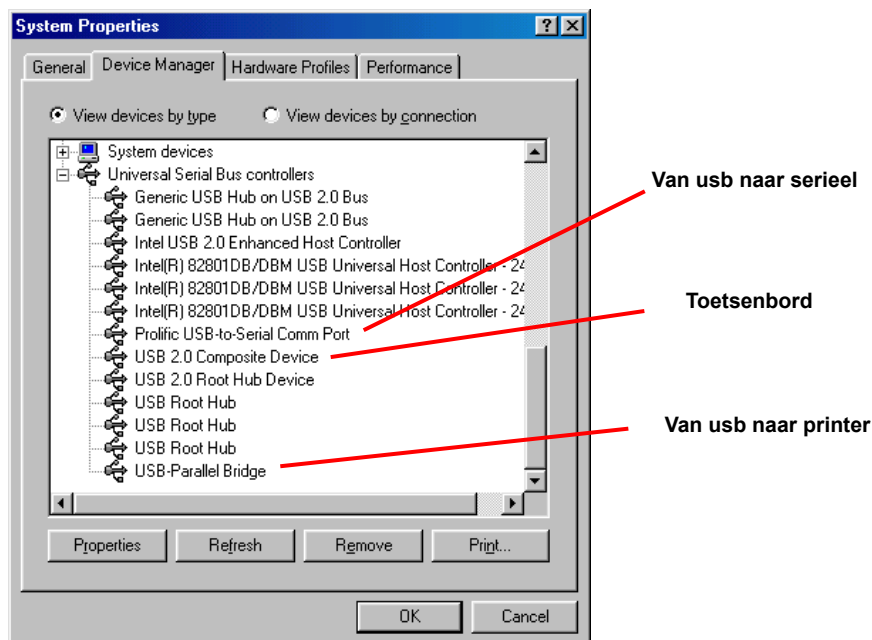 System Properties
General Device Manager Hardware Profiles Performance
View devices by type View devices by connection
System devices
Universal Serial Bus controllers
Generic USB Hub on USB 2.0 Bus
Generic USB Hub on USB 2.0 Bus
Intel USB 2.0 Enhanced Host Controller
Intel(R) 82801DB/DBM USB Universal Host Controller - 24
Intel(R) 82801DB/DBM USB Universal Host Controller - 24
Intel(R) 82801DB/DBM USB Universal Host Controller - 24
Prolific USB-to-Serial Comm Port
USB 2.0 Composite Device
USB 2.0 Root Hub Device
USB Root Hub
USB Root Hub
USB Root Hub
USB-Parallel Bridge
Properties Refresh Remove Print...
OK Cancel
Van usb naar serieel
Toetsenbord
Van usb naar printer